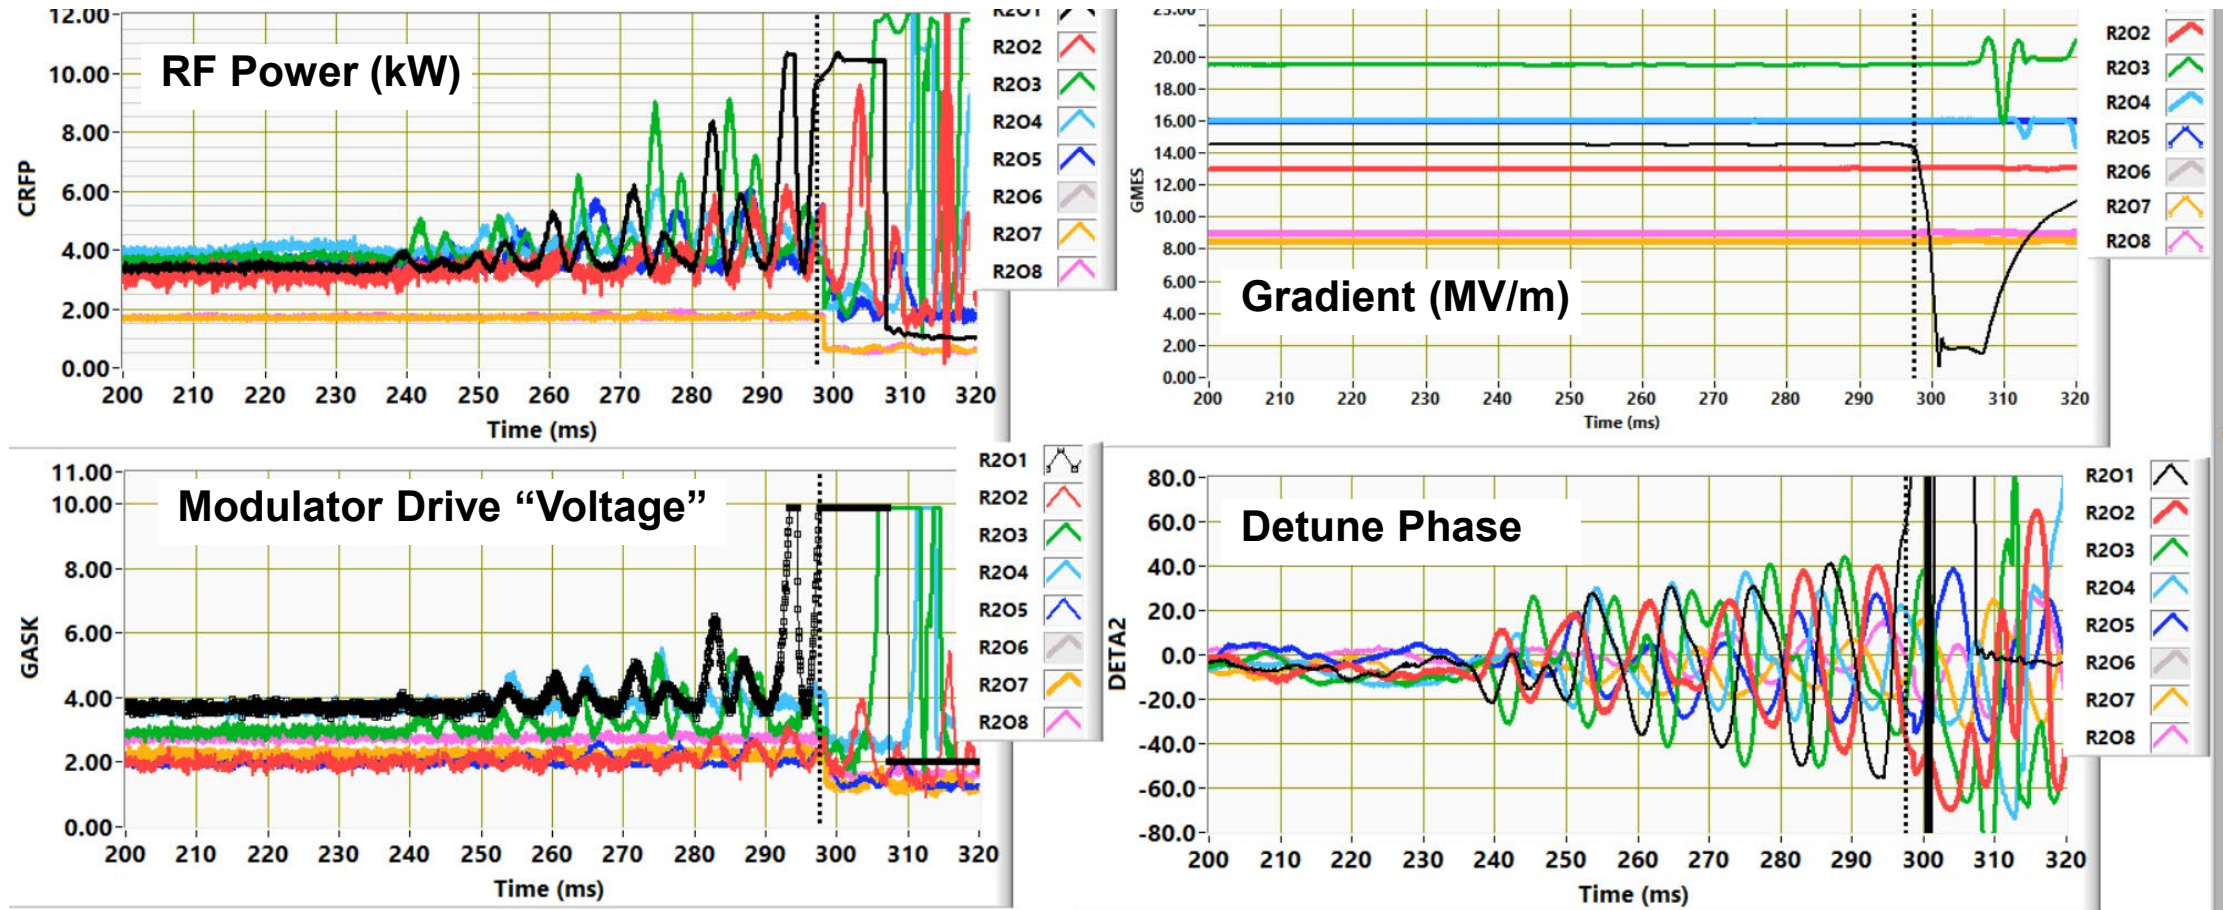 12.00
10.00
8.00
6.00
4.00
2.00
0.00
CRFP
RF Power (kW)
200 210 220 230 240 250 260 270 280 290 300 310 320
Time (ms)
R2O1
R2O2
R2O3
R2O4
R2O5
R2O6
R2O7
R2O8
23.00
20.00
18.00
16.00
14.00
12.00
10.00
8.00
6.00
4.00
2.00
0.00
GMES
Gradient (MV/m)
200 210 220 230 240 250 260 270 280 290 300 310 320
Time (ms)
R2O2
R2O3
R2O4
R2O5
R2O6
R2O7
R2O8
11.00
10.00
8.00
6.00
4.00
2.00
0.00
GASK
Modulator Drive “Voltage”
200 210 220 230 240 250 260 270 280 290 300 310 320
Time (ms)
R2O1
R2O2
R2O3
R2O4
R2O5
R2O6
R2O7
R2O8
80.0
60.0
40.0
20.0
0.0
-20.0
-40.0
-60.0
-80.0
DETA2
Detune Phase
200 210 220 230 240 250 260 270 280 290 300 310 320
Time (ms)
R2O1
R2O2
R2O3
R2O4
R2O5
R2O6
R2O7
R2O8